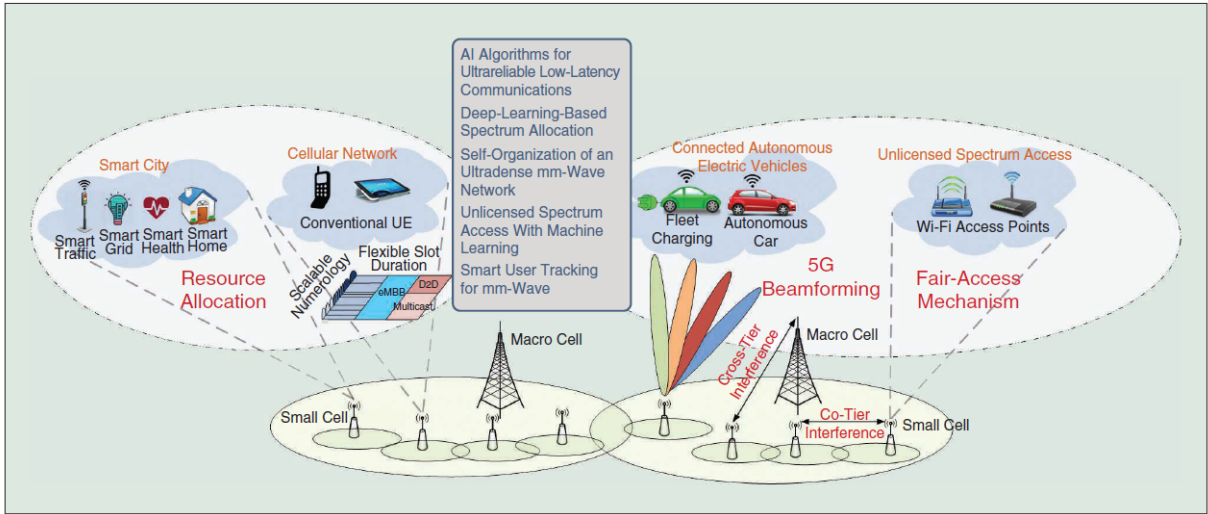 AI Algorithms for
Ultrareliable Low-Latency
Communications
Deep-Learning-Based
Spectrum Allocation
Self-Organization of an
Ultradense mm-Wave
Network
Unlicensed Spectrum
Access With Machine
Learning
Smart User Tracking
for mm-Wave
Smart City
Smart
Traffic
Smart
Grid
Smart
Health
Smart
Home
Resource
Allocation
Cellular Network
Conventional UE
Scalable
Numerology
Flexible Slot
Duration
eMBB
D2D
Multicast
Connected Autonomous
Electric Vehicles
Fleet
Charging
Autonomous
Car
5G
Beamforming
Unlicensed Spectrum Access
Wi-Fi Access Points
Fair-Access
Mechanism
Macro Cell
Small Cell
Macro Cell
Cross-Tier
Interference
Co-Tier
Interference
Small Cell